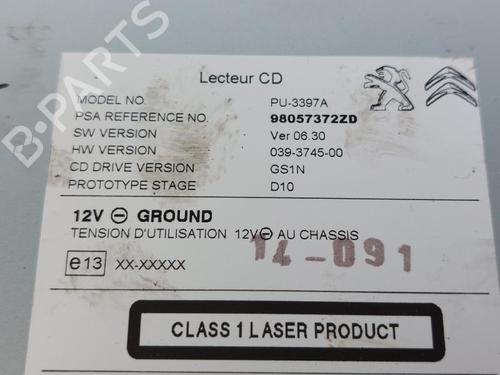 Lecteur CD
MODEL NO. PU-3397A
PSA REFERENCE NO. 98057372ZD
SW VERSION Ver 06.30
HW VERSION 039-3745-00
CD DRIVE VERSION GS1N
PROTOTYPE STAGE D10
12V ⊖ GROUND
TENSION D'UTILISATION 12V⊖ AU CHASSIS
14-091
e13 XX-XXXXX
CLASS 1 LASER PRODUCT
B-PARTS